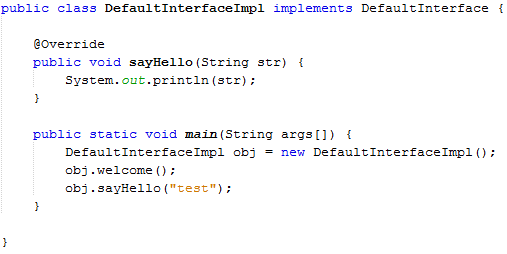 public class DefaultInterfaceImpl implements DefaultInterface {
@Override
public void sayHello(String str) {
System.out.println(str);
}
public static void main(String args[]) {
DefaultInterfaceImpl obj = new DefaultInterfaceImpl();
obj.welcome();
obj.sayHello("test");
}
}